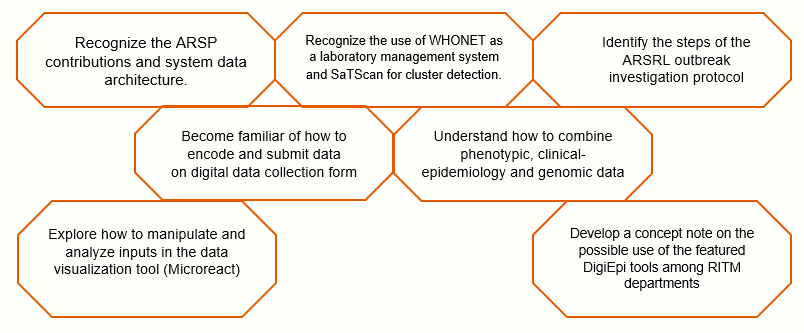 Recognize the ARSP
contributions and system data
architecture.
Recognize the use of WHONET as
a laboratory management system
and SaTScan for cluster detection.
Identify the steps of the
ARSRL outbreak
investigation protocol
Become familiar of how to
encode and submit data
on digital data collection form
Understand how to combine
phenotypic, clinical-
epidemiology and genomic data
Explore how to manipulate and
analyze inputs in the data
visualization tool (Microreact)
Develop a concept note on the
possible use of the featured
DigiEpi tools among RITM
departments